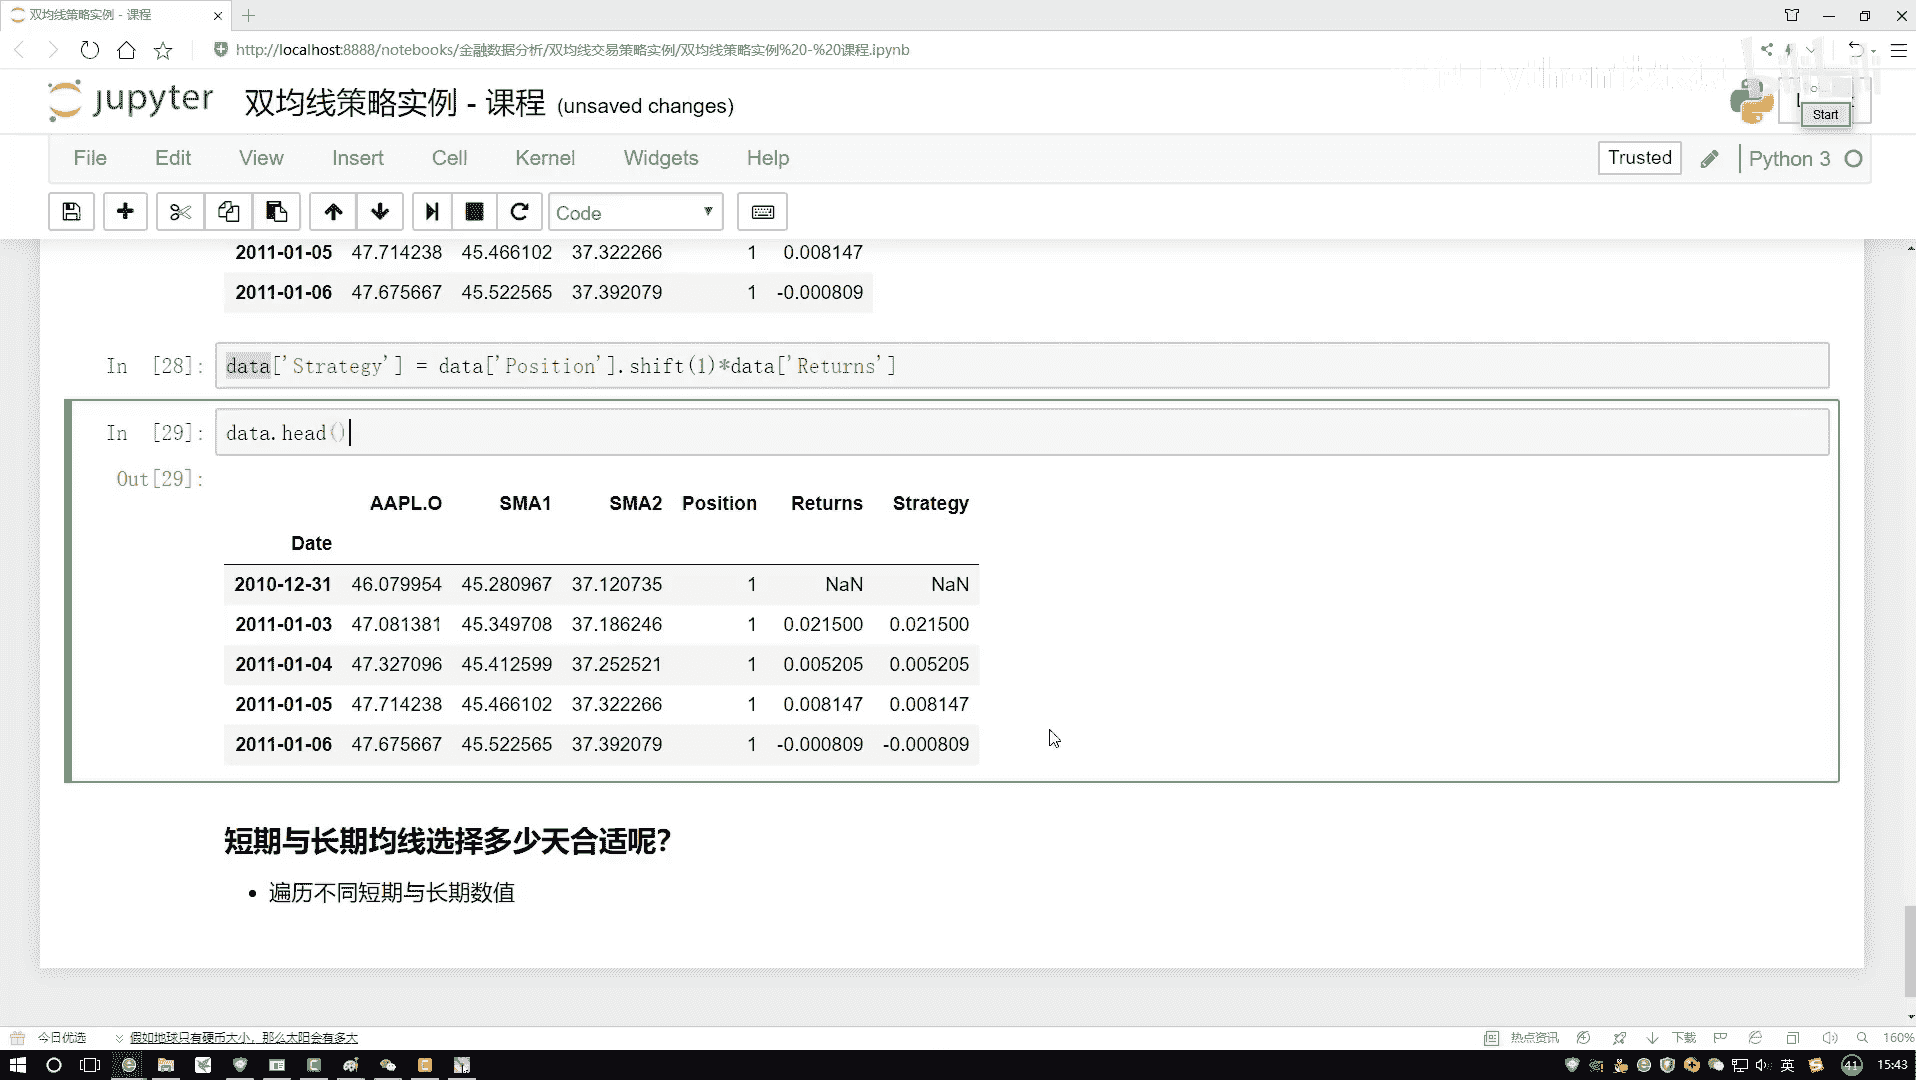 双均线策略实例 - 课程
http://localhost:8888/notebooks/金融数据分析/双均线交易策略实例/双均线策略实例%20-%20课程.ipynb
jupyter 双均线策略实例 - 课程 (unsaved changes)
Start
File Edit View Insert Cell Kernel Widgets Help Trusted Python 3
Code
2011-01-05 47.714238 45.466102 37.322266 1 0.008147
2011-01-06 47.675667 45.522565 37.392079 1 -0.000809
In [28]: data['Strategy'] = data['Position'].shift(1)*data['Returns']
In [29]: data.head()
Out[29]:
AAPL.O SMA1 SMA2 Position Returns Strategy
Date
2010-12-31 46.079954 45.280967 37.120735 1 NaN NaN
2011-01-03 47.081381 45.349708 37.186246 1 0.021500 0.021500
2011-01-04 47.327096 45.412599 37.252521 1 0.005205 0.005205
2011-01-05 47.714238 45.466102 37.322266 1 0.008147 0.008147
2011-01-06 47.675667 45.522565 37.392079 1 -0.000809 -0.000809
短期与长期均线选择多少天合适呢?
• 遍历不同短期与长期数值
今日优选 假如地球只有硬币大小，那么太阳会有多大 热点资讯 下载 160%
英 41 15:43